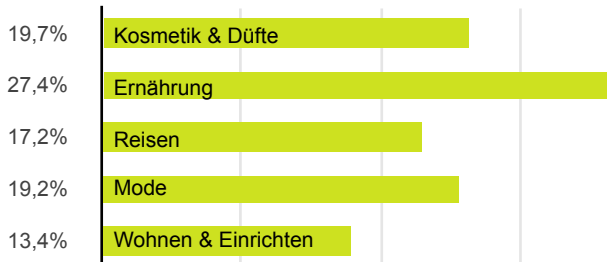 19,7% Kosmetik & Düfte
27,4% Ernährung
17,2% Reisen
19,2% Mode
13,4% Wohnen & Einrichten